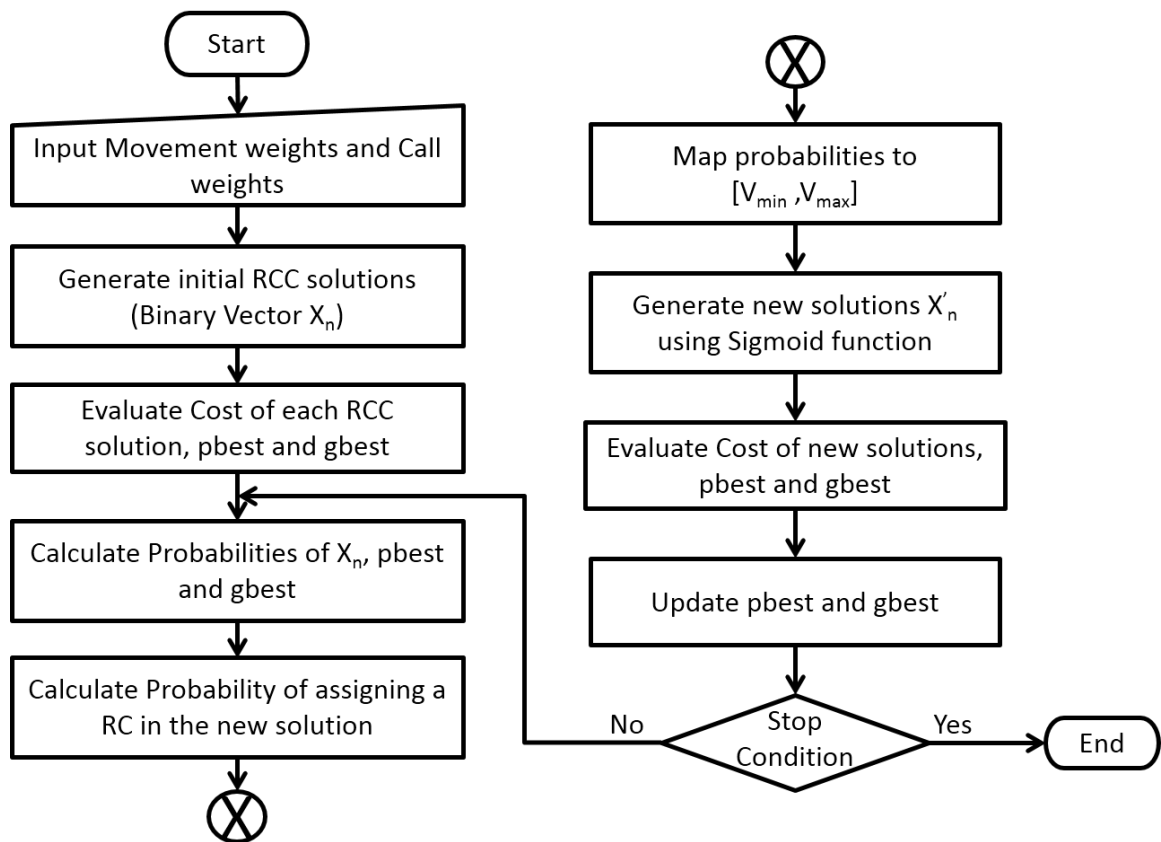 Start
Input Movement weights and Call
weights
Generate initial RCC solutions
(Binary Vector Xn)
Evaluate Cost of each RCC
solution, pbest and gbest
Calculate Probabilities of Xn, pbest
and gbest
Calculate Probability of assigning a
RC in the new solution
X
X
Map probabilities to
[Vmin ,Vmax]
Generate new solutions X′n
using Sigmoid function
Evaluate Cost of new solutions,
pbest and gbest
Update pbest and gbest
Stop
Condition
No
Yes
End